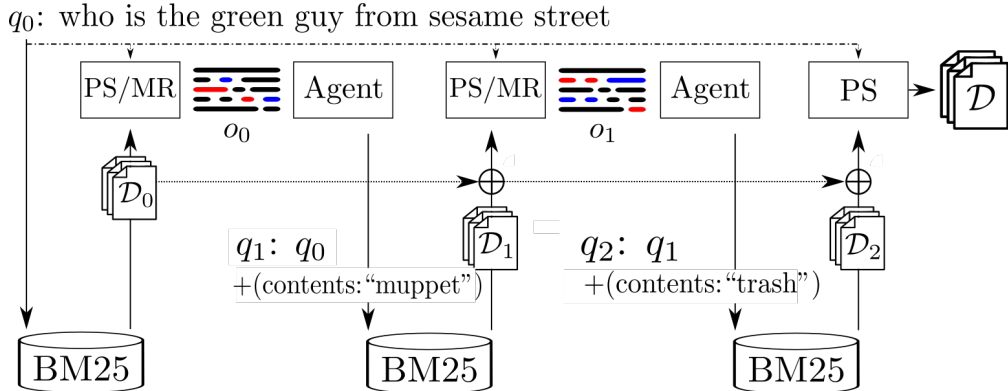 q₀: who is the green guy from sesame street
PS/MR
Agent
PS/MR
Agent
PS
𝒟
o₀
o₁
𝒟₀
𝒟₁
𝒟₂
q₁: q₀
+(contents:“muppet”)
q₂: q₁
+(contents:“trash”)
BM25
BM25
BM25